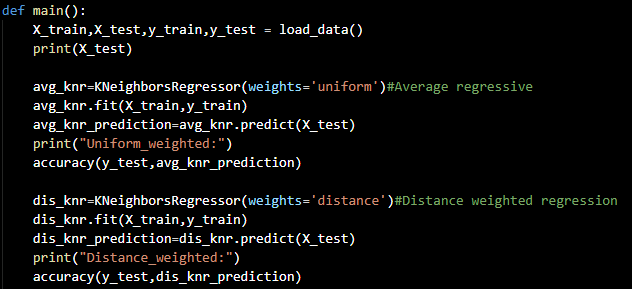 def main():
    X_train,X_test,y_train,y_test = load_data()
    print(X_test)

    avg_knr=KNeighborsRegressor(weights='uniform')#Average regressive
    avg_knr.fit(X_train,y_train)
    avg_knr_prediction=avg_knr.predict(X_test)
    print("Uniform_weighted:")
    accuracy(y_test,avg_knr_prediction)

    dis_knr=KNeighborsRegressor(weights='distance')#Distance weighted regression
    dis_knr.fit(X_train,y_train)
    dis_knr_prediction=dis_knr.predict(X_test)
    print("Distance_weighted:")
    accuracy(y_test,dis_knr_prediction)